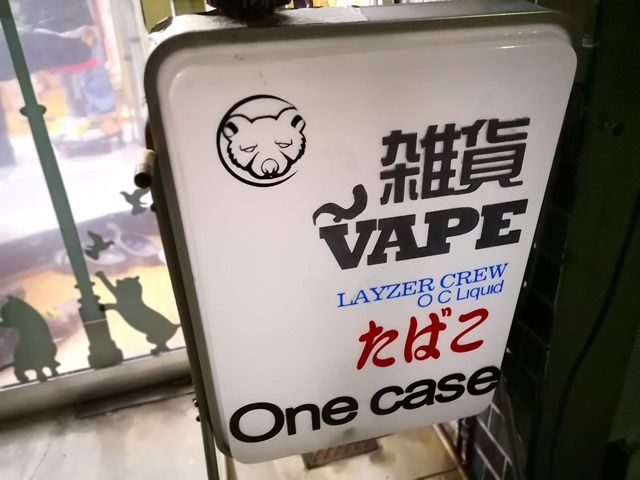 雑貨
VAPE
LAYZER CREW
O C Liquid
たばこ
One case